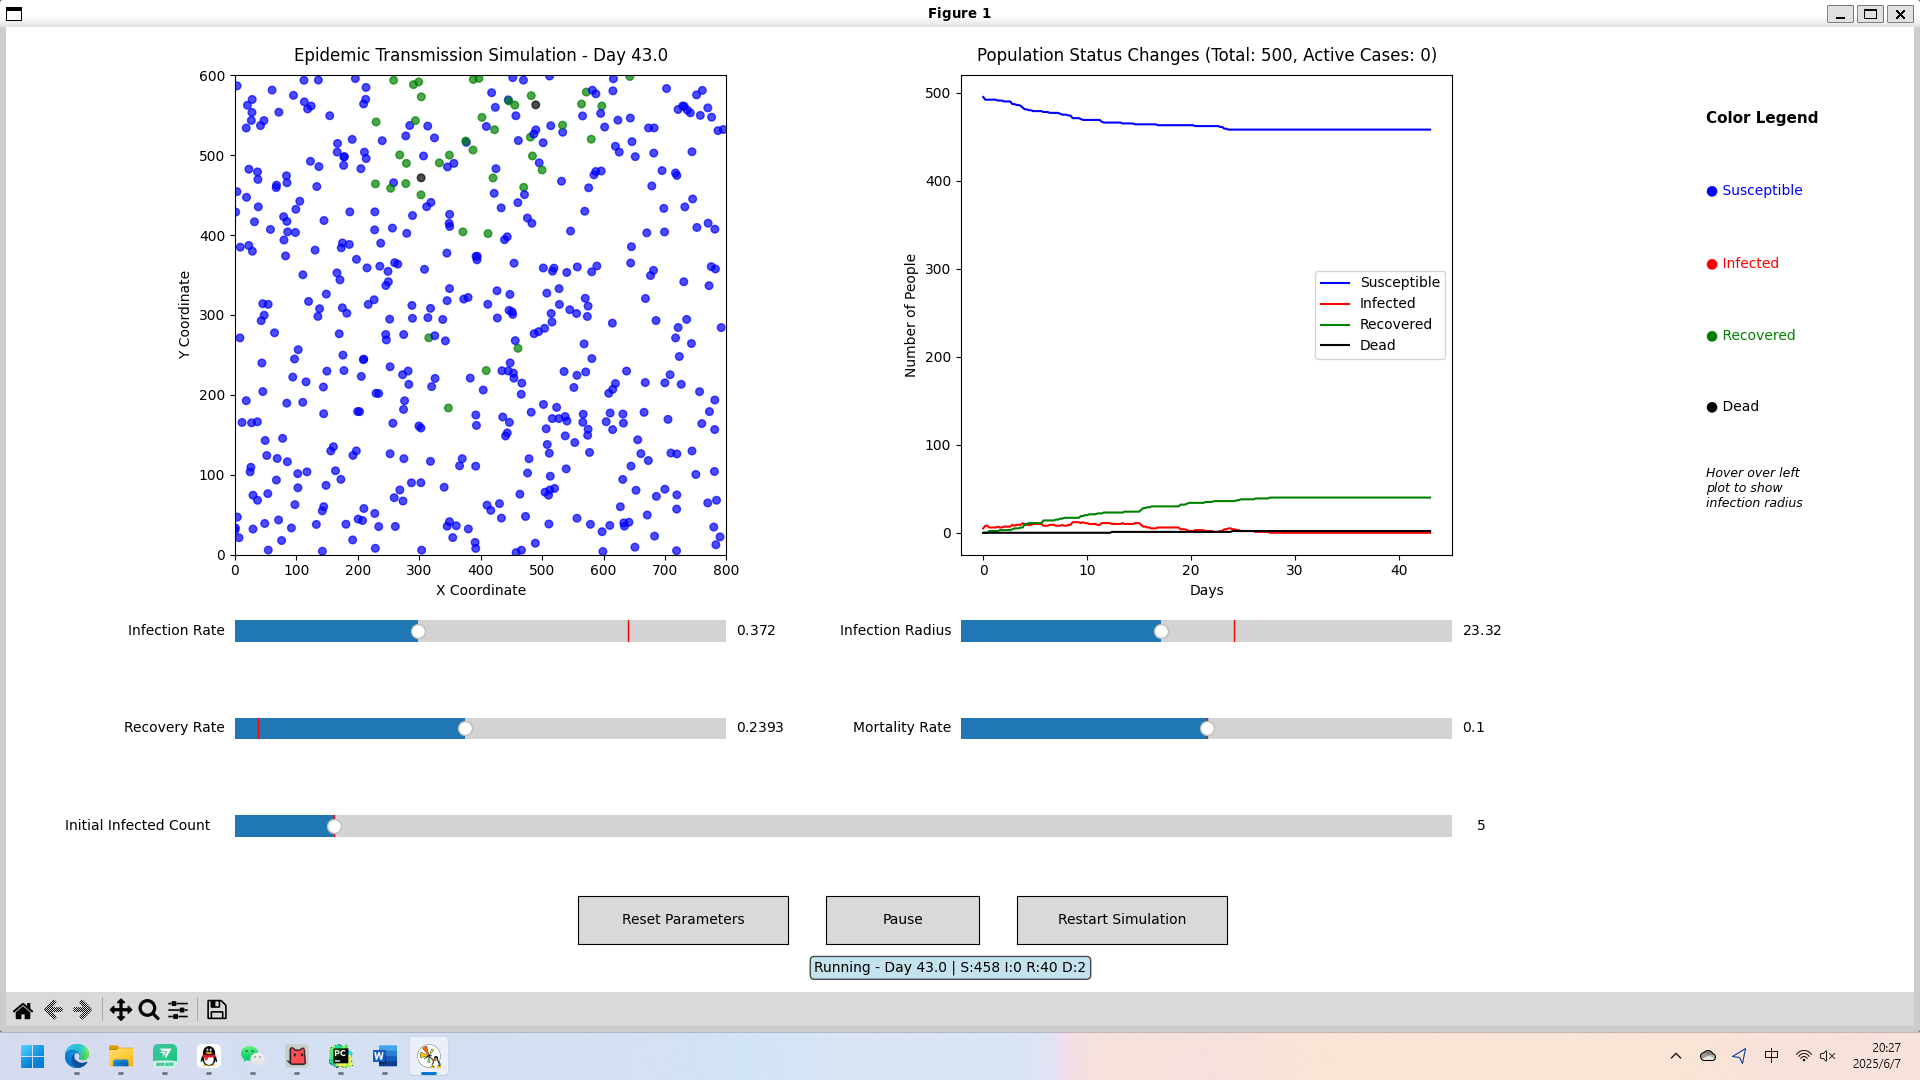 Figure 1
Epidemic Transmission Simulation - Day 43.0
600
500
400
300
200
100
0
Y Coordinate
0 100 200 300 400 500 600 700 800
X Coordinate
Population Status Changes (Total: 500, Active Cases: 0)
500
400
300
200
100
0
Number of People
Susceptible
Infected
Recovered
Dead
0 10 20 30 40
Days
Color Legend
● Susceptible
● Infected
● Recovered
● Dead
Hover over left
plot to show
infection radius
Infection Rate 0.372
Infection Radius 23.32
Recovery Rate 0.2393
Mortality Rate 0.1
Initial Infected Count 5
Reset Parameters
Pause
Restart Simulation
Running - Day 43.0 | S:458 I:0 R:40 D:2
PC
W
中
20:27
2025/6/7